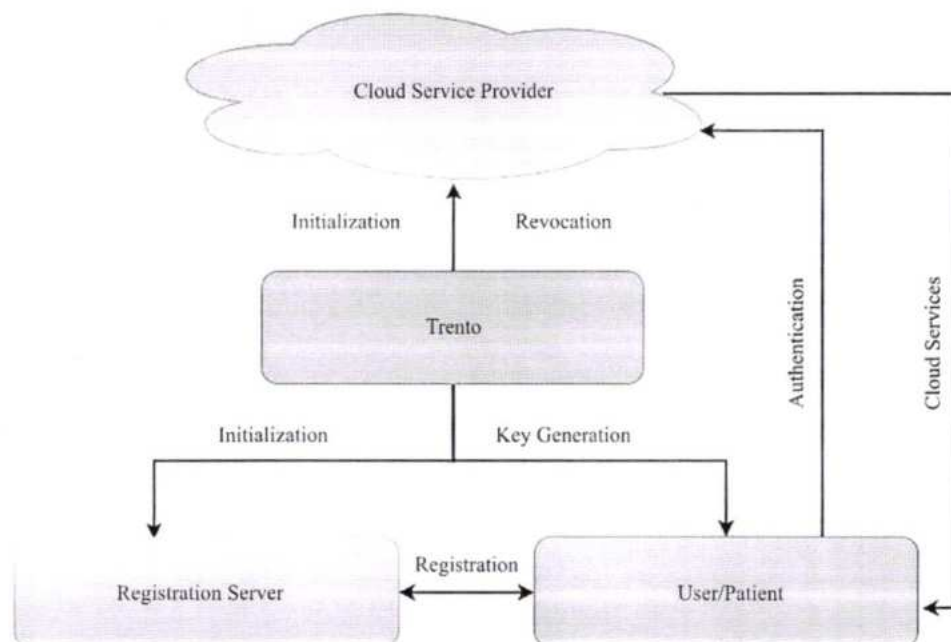 Cloud Service Provider
Initialization
Revocation
Trento
Authentication
Cloud Services
Initialization
Key Generation
Registration
Registration Server
User/Patient